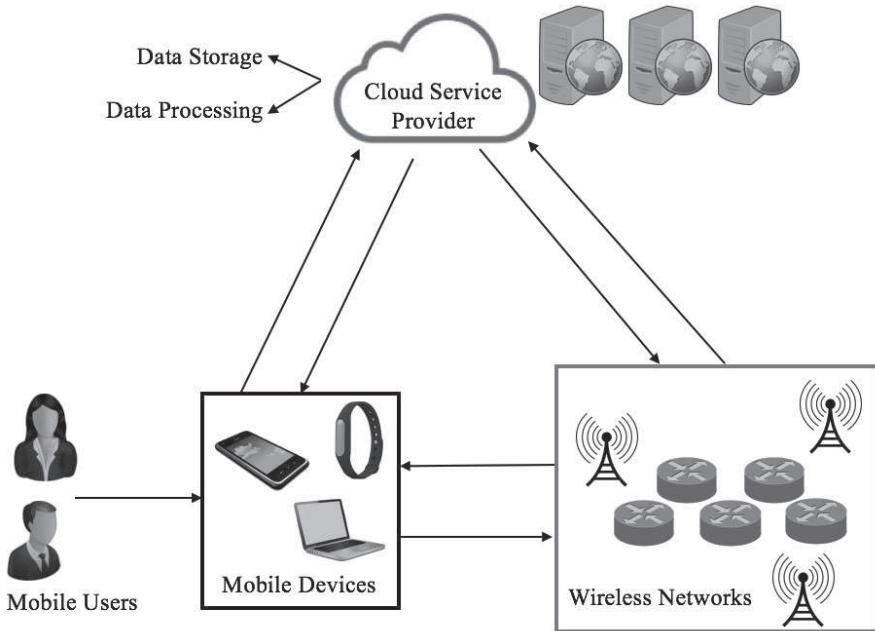 Data Storage
Data Processing
Cloud Service
Provider
Mobile Users
Mobile Devices
Wireless Networks